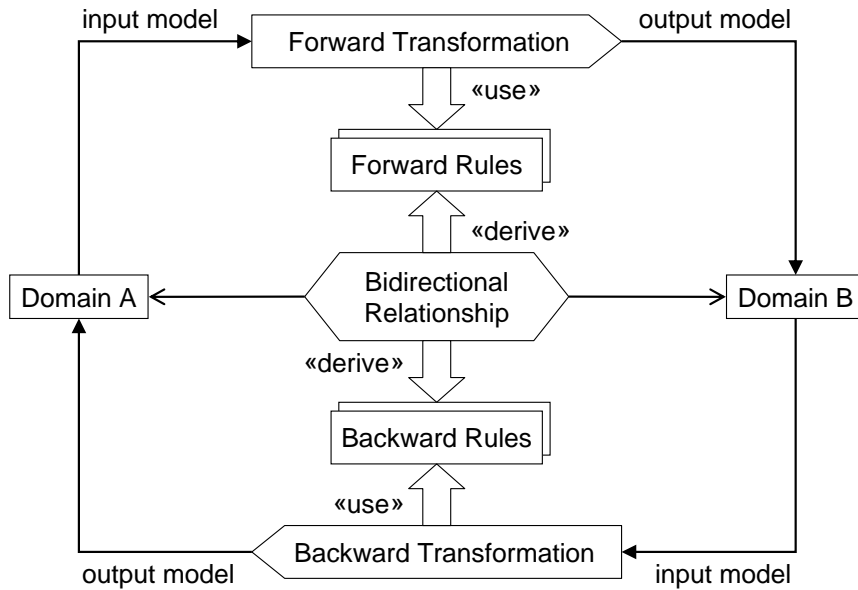 input model
Forward Transformation
output model
«use»
Forward Rules
«derive»
Domain A
Bidirectional
Relationship
Domain B
«derive»
Backward Rules
«use»
Backward Transformation
output model
input model